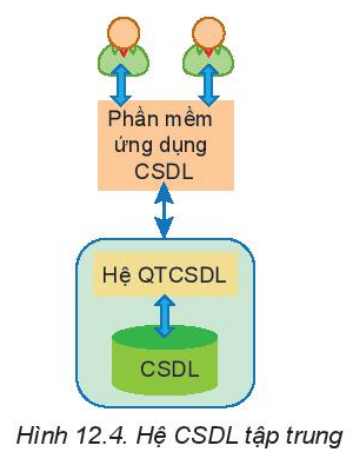 Phần mềm
ứng dụng
CSDL
Hệ QTCSDL
CSDL
Hình 12.4. Hệ CSDL tập trung